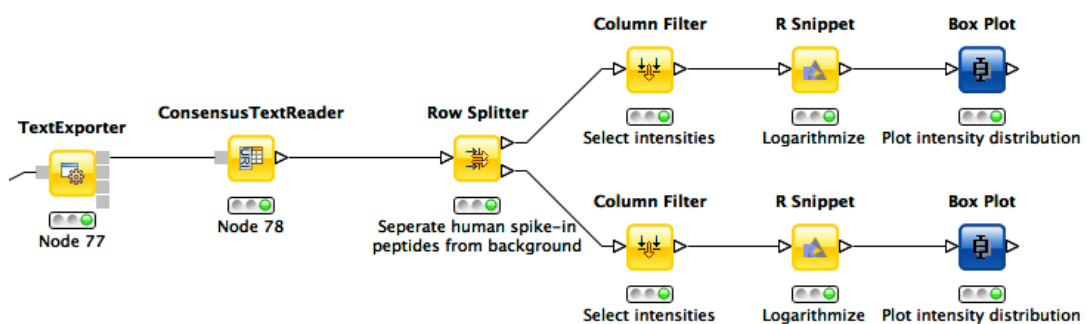 Column Filter
R Snippet
Box Plot
Select intensities
Logarithmize
Plot intensity distribution
TextExporter
ConsensusTextReader
Row Splitter
URI
Node 77
Node 78
Seperate human spike-in
peptides from background
Column Filter
R Snippet
Box Plot
Select intensities
Logarithmize
Plot intensity distribution